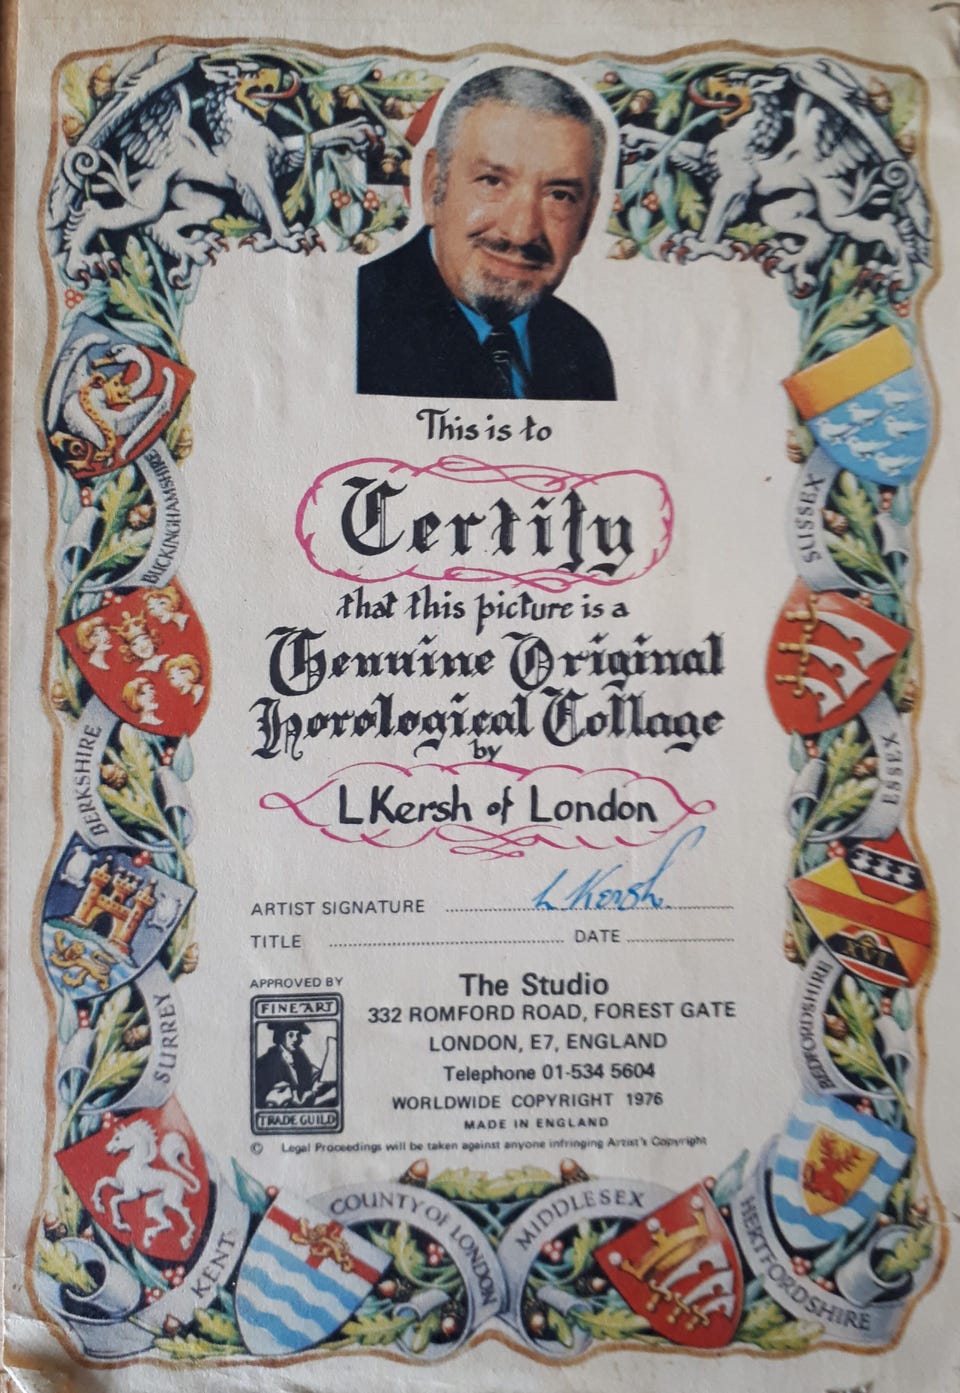 This is to
Certify
that this picture is a
Genuine Original
Horological Collage
by
L Kersh of London
ARTIST SIGNATURE L Kersh.
TITLE DATE
APPROVED BY
FINE ART
TRADE GUILD
The Studio
332 ROMFORD ROAD, FOREST GATE
LONDON, E7, ENGLAND
Telephone 01-534 5604
WORLDWIDE COPYRIGHT 1976
MADE IN ENGLAND
© Legal Proceedings will be taken against anyone infringing Artist's Copyright
BUCKINGHAMSHIRE
BERKSHIRE
SURREY
KENT
COUNTY OF LONDON
MIDDLESEX
HERTFORDSHIRE
BEDFORDSHIRE
XVI
ESSEX
SUSSEX